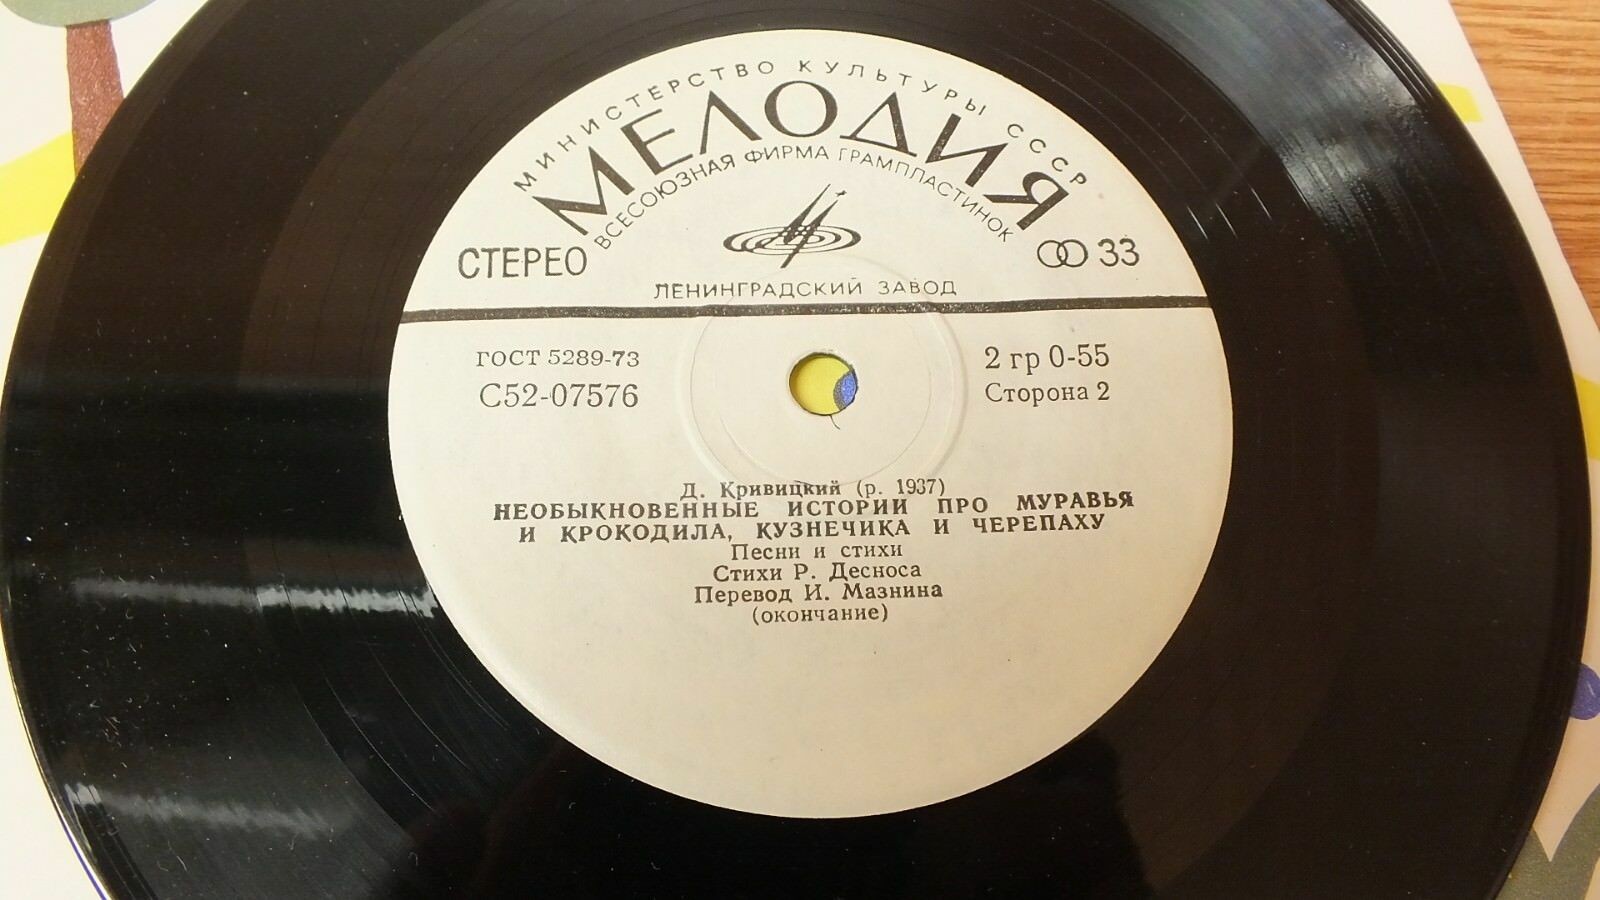 МИНИСТЕРСТВО КУЛЬТУРЫ СССР
МЕЛОДИЯ
ВСЕСОЮЗНАЯ ФИРМА ГРАМПЛАСТИНОК
СТЕРЕО
33
ЛЕНИНГРАДСКИЙ ЗАВОД
ГОСТ 5289-73
2 гр 0-55
С52-07576
Сторона 2
Д. Кривицкий (р. 1937)
НЕОБЫКНОВЕННЫЕ ИСТОРИИ ПРО МУРАВЬЯ
И КРОКОДИЛА, КУЗНЕЧИКА И ЧЕРЕПАХУ
Песни и стихи
Стихи Р. Десноса
Перевод И. Мазнина
(окончание)